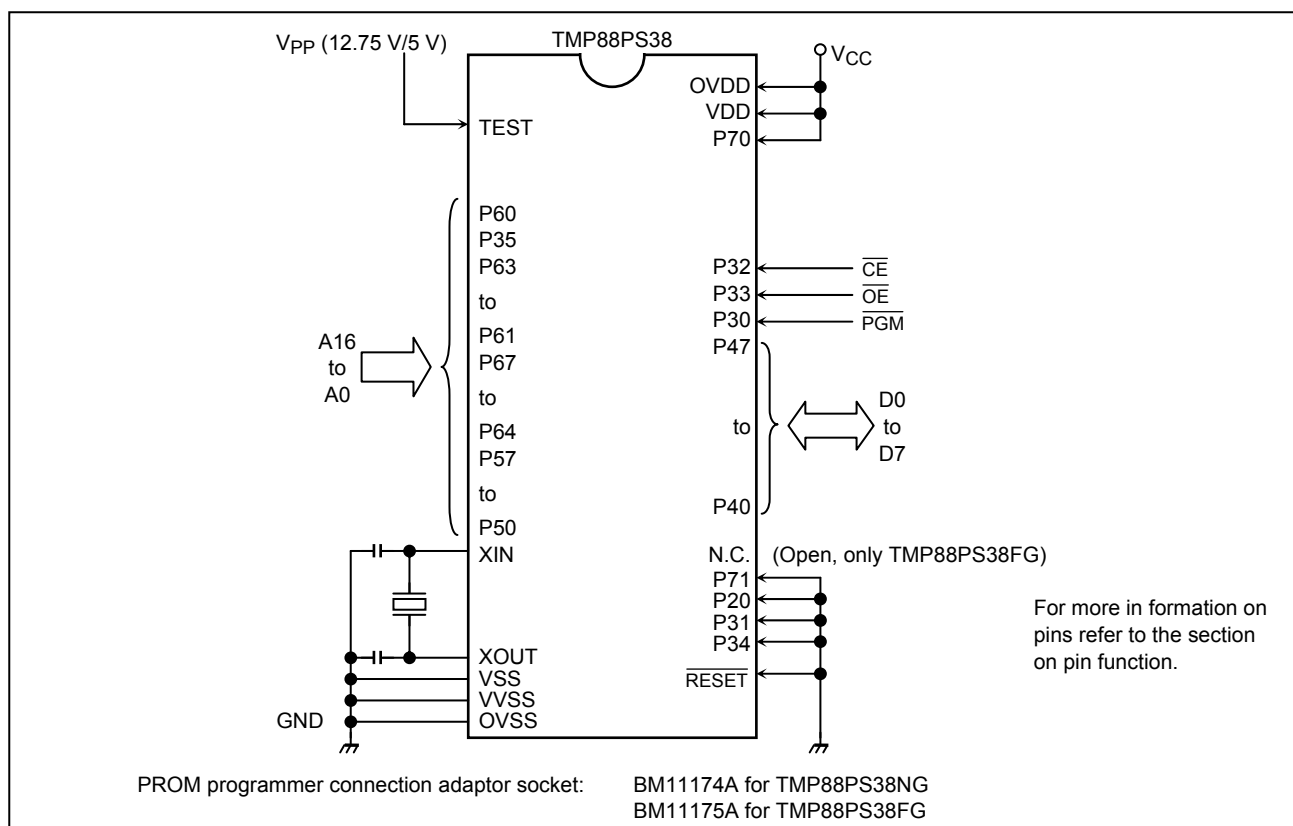 VPP (12.75 V/5 V)
TMP88PS38
VCC
TEST
OVDD
VDD
P70
P60
P35
P63
to
P61
P67
to
P64
P57
to
P50
A16
to
A0
P32
P33
P30
CE
OE
PGM
P47
to
P40
D0
to
D7
XIN
XOUT
VSS
VVSS
OVSS
GND
N.C. (Open, only TMP88PS38FG)
P71
P20
P31
P34
RESET
For more in formation on
pins refer to the section
on pin function.
PROM programmer connection adaptor socket: BM11174A for TMP88PS38NG
BM11175A for TMP88PS38FG